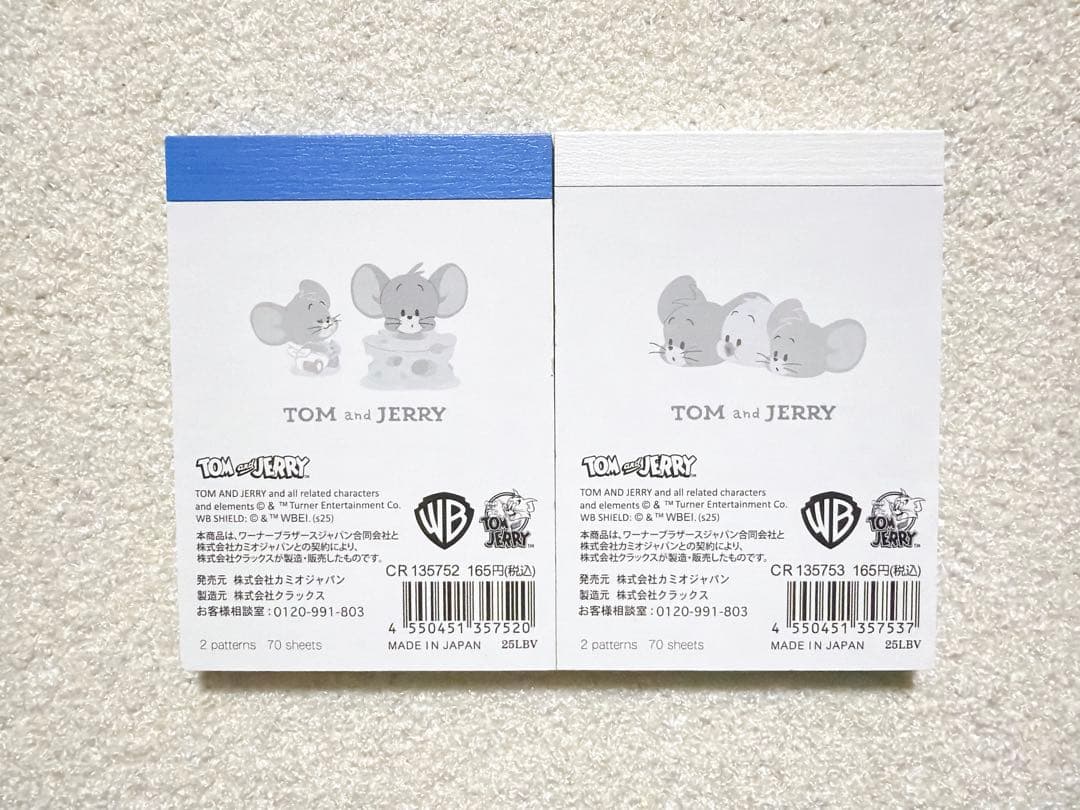 TOM and JERRY
TOM and JERRY
TOM AND JERRY and all related characters
and elements © & ™ Turner Entertainment Co.
WB SHIELD: © & ™ WBEI. (s25)
WB
TOM and JERRY
本商品は、ワーナーブラザースジャパン合同会社と
株式会社カミオジャパンとの契約により、
株式会社クラックスが製造・販売したものです。
CR 135752 165円(税込)
発売元 株式会社カミオジャパン
製造元 株式会社クラックス
お客様相談室:0120-991-803
4 550451 357520
2 patterns 70 sheets
MADE IN JAPAN 25LBV
TOM and JERRY
TOM and JERRY
TOM AND JERRY and all related characters
and elements © & ™ Turner Entertainment Co.
WB SHIELD: © & ™ WBEI. (s25)
WB
TOM and JERRY
本商品は、ワーナーブラザースジャパン合同会社と
株式会社カミオジャパンとの契約により、
株式会社クラックスが製造・販売したものです。
CR 135753 165円(税込)
発売元 株式会社カミオジャパン
製造元 株式会社クラックス
お客様相談室:0120-991-803
4 550451 357537
2 patterns 70 sheets
MADE IN JAPAN 25LBV